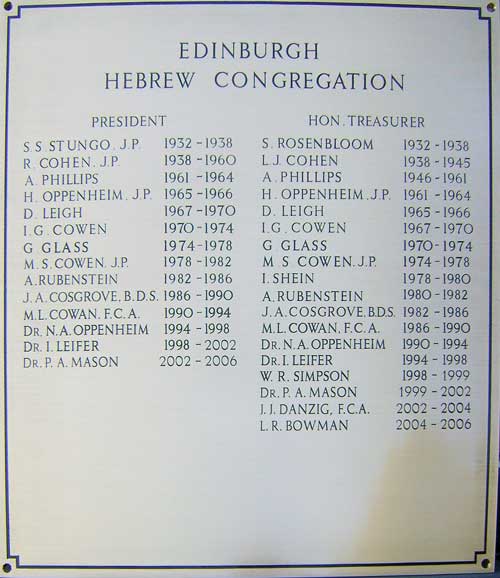 EDINBURGH
HEBREW CONGREGATION
PRESIDENT
S. S. STUNGO, J.P. 1932 - 1938
R. COHEN, J.P. 1938 - 1960
A. PHILLIPS 1961 - 1964
H. OPPENHEIM, J.P. 1965 - 1966
D. LEIGH 1967 - 1970
I. G. COWEN 1970 - 1974
G. GLASS 1974 - 1978
M. S. COWEN, J.P. 1978 - 1982
A. RUBENSTEIN 1982 - 1986
J. A. COSGROVE, B.D.S. 1986 - 1990
M. L. COWAN, F.C.A. 1990 - 1994
DR. N. A. OPPENHEIM 1994 - 1998
DR. I. LEIFER 1998 - 2002
DR. P. A. MASON 2002 - 2006
HON. TREASURER
S. ROSENBLOOM 1932 - 1938
L. J. COHEN 1938 - 1945
A. PHILLIPS 1946 - 1961
H. OPPENHEIM, J.P. 1961 - 1964
D. LEIGH 1965 - 1966
I. G. COWEN 1967 - 1970
G. GLASS 1970 - 1974
M S COWEN, J.P. 1974 - 1978
I. SHEIN 1978 - 1980
A. RUBENSTEIN 1980 - 1982
J. A. COSGROVE, B.D.S. 1982 - 1986
M. L. COWAN, F.C.A. 1986 - 1990
DR. N. A. OPPENHEIM 1990 - 1994
DR. I. LEIFER 1994 - 1998
W. R. SIMPSON 1998 - 1999
DR. P. A. MASON 1999 - 2002
J. J. DANZIG, F.C.A. 2002 - 2004
L. R. BOWMAN 2004 - 2006